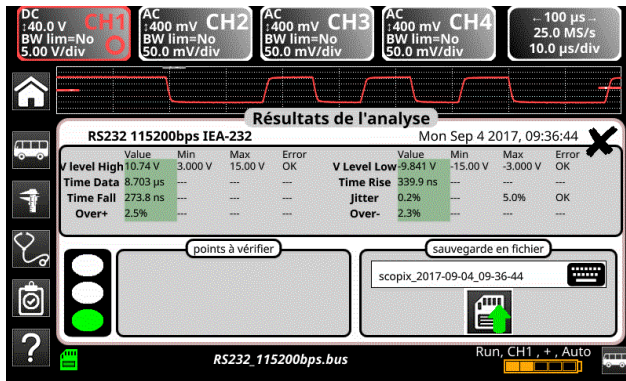 DC CH1
↕40.0 V
BW lim=No
5.00 V/div
AC CH2
↕400 mV
BW lim=No
50.0 mV/div
AC CH3
↕400 mV
BW lim=No
50.0 mV/div
AC CH4
↕400 mV
BW lim=No
50.0 mV/div
←100 µs→
25.0 MS/s
10.0 µs/div
Résultats de l'analyse
RS232 115200bps IEA-232 Mon Sep 4 2017, 09:36:44
Value Min Max Error Value Min Max Error
V level High 10.74 V 3.000 V 15.00 V OK V Level Low -9.841 V -15.00 V -3.000 V OK
Time Data 8.703 µs --- --- --- Time Rise 339.9 ns --- --- ---
Time Fall 273.8 ns --- --- --- Jitter 0.2% --- 5.0% OK
Over+ 2.5% --- --- --- Over- 2.3% --- --- ---
points à vérifier
sauvegarde en fichier
scopix_2017-09-04_09-36-44
RS232_115200bps.bus
Run, CH1 , + , Auto